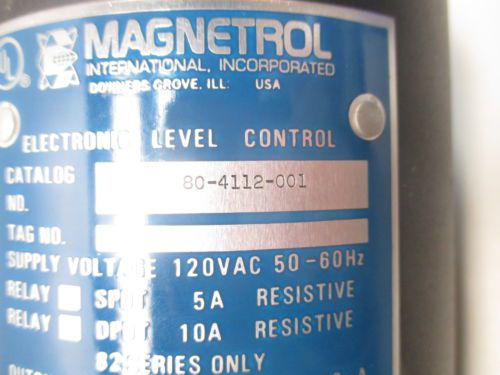 UL
MAGNETROL
INTERNATIONAL, INCORPORATED
DOWNERS GROVE, ILL. USA
ELECTRONIC LEVEL CONTROL
CATALOG
NO.
80-4112-001
TAG NO.
SUPPLY VOLTAGE 120VAC 50-60Hz
RELAY SPDT 5A RESISTIVE
RELAY DPDT 10A RESISTIVE
82 SERIES ONLY